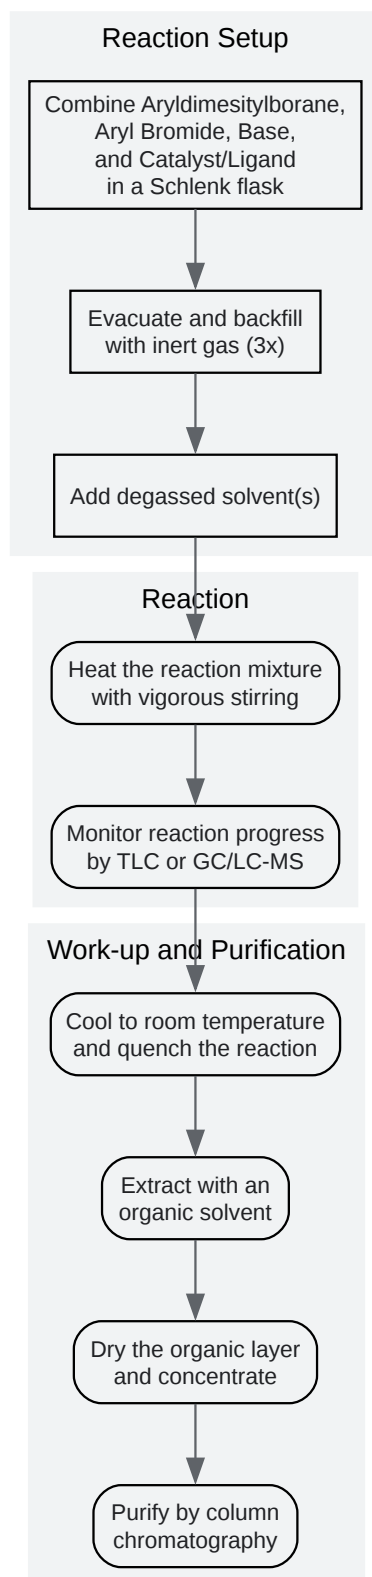 Reaction Setup
Combine Aryldimesitylborane,
Aryl Bromide, Base,
and Catalyst/Ligand
in a Schlenk flask
Evacuate and backfill
with inert gas (3x)
Add degassed solvent(s)
Reaction
Heat the reaction mixture
with vigorous stirring
Monitor reaction progress
by TLC or GC/LC-MS
Work-up and Purification
Cool to room temperature
and quench the reaction
Extract with an
organic solvent
Dry the organic layer
and concentrate
Purify by column
chromatography